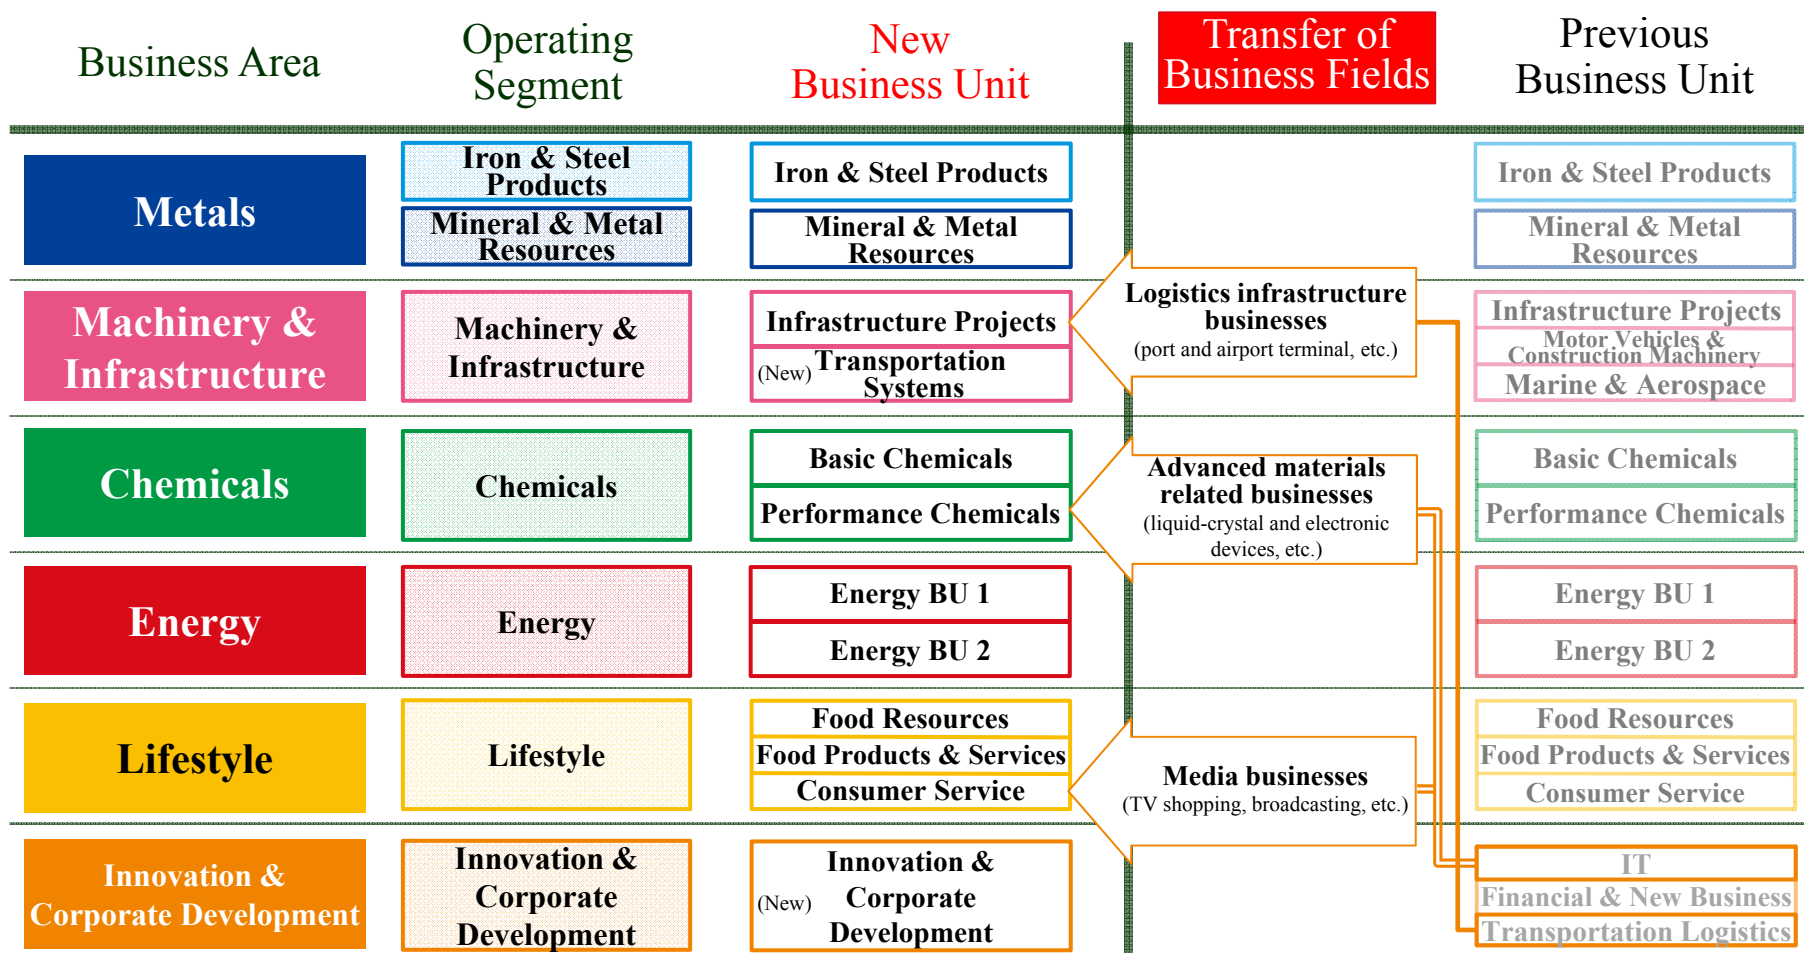 Business Area
Operating
Segment
New
Business Unit
Transfer of
Business Fields
Previous
Business Unit
Metals
Iron & Steel
Products
Mineral & Metal
Resources
Iron & Steel Products
Mineral & Metal
Resources
Iron & Steel Products
Mineral & Metal
Resources
Machinery &
Infrastructure
Machinery &
Infrastructure
Infrastructure Projects
(New) Transportation
Systems
Logistics infrastructure
businesses
(port and airport terminal, etc.)
Infrastructure Projects
Motor Vehicles &
Construction Machinery
Marine & Aerospace
Chemicals
Chemicals
Basic Chemicals
Performance Chemicals
Advanced materials
related businesses
(liquid-crystal and electronic
devices, etc.)
Basic Chemicals
Performance Chemicals
Energy
Energy
Energy BU 1
Energy BU 2
Energy BU 1
Energy BU 2
Lifestyle
Lifestyle
Food Resources
Food Products & Services
Consumer Service
Media businesses
(TV shopping, broadcasting, etc.)
Food Resources
Food Products & Services
Consumer Service
Innovation &
Corporate Development
Innovation &
Corporate
Development
(New)
Innovation &
Corporate
Development
IT
Financial & New Business
Transportation Logistics